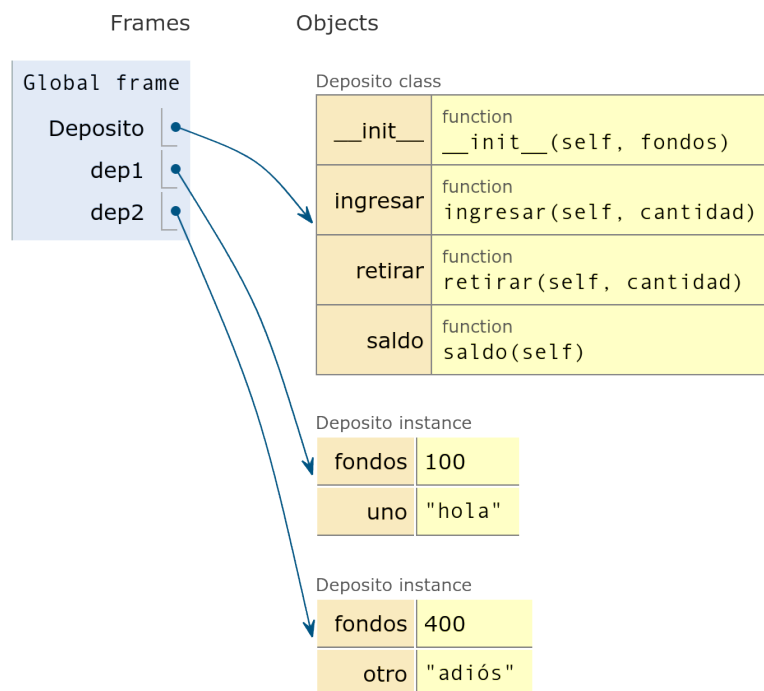 Frames Objects
Global frame
Deposito
dep1
dep2
Deposito class
__init__ function
__init__(self, fondos)
ingresar function
ingresar(self, cantidad)
retirar function
retirar(self, cantidad)
saldo function
saldo(self)
Deposito instance
fondos 100
uno "hola"
Deposito instance
fondos 400
otro "adiós"